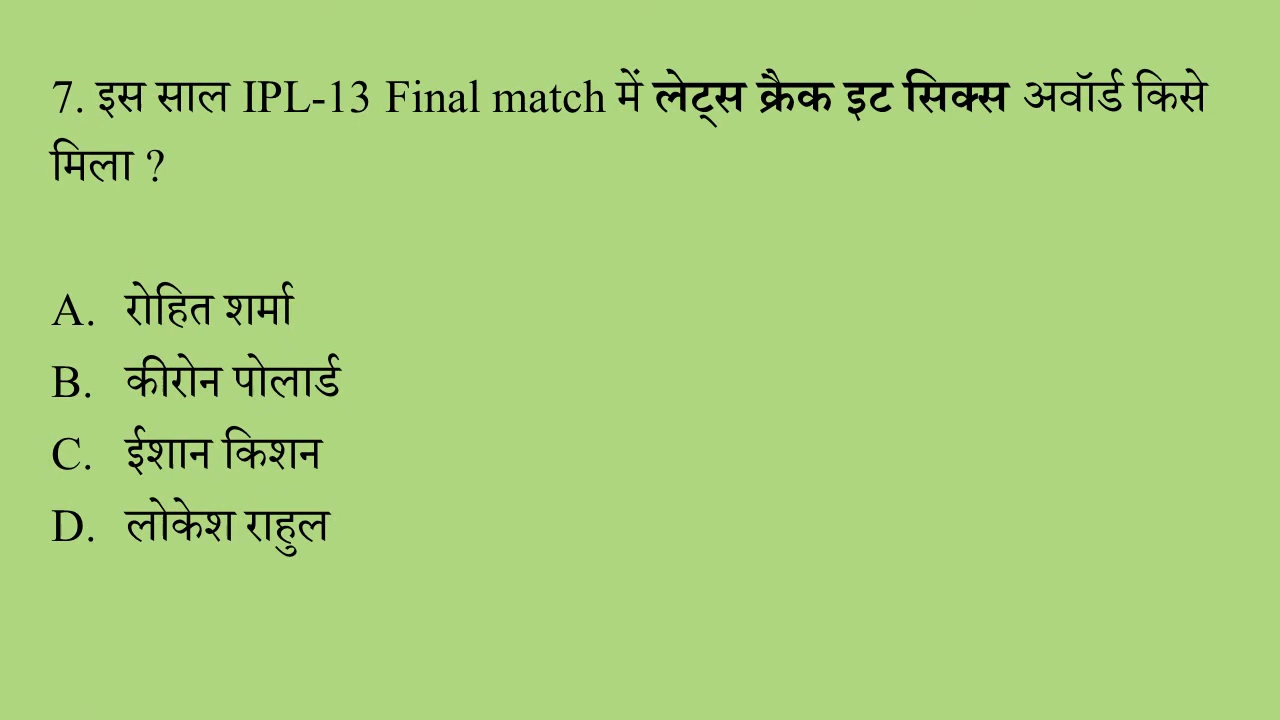 7. इस साल IPL-13 Final match में लेट्स क्रैक इट सिक्स अवॉर्ड किसे
मिला ?
A. रोहित शर्मा
B. कीरोन पोलार्ड
C. ईशान किशन
D. लोकेश राहुल